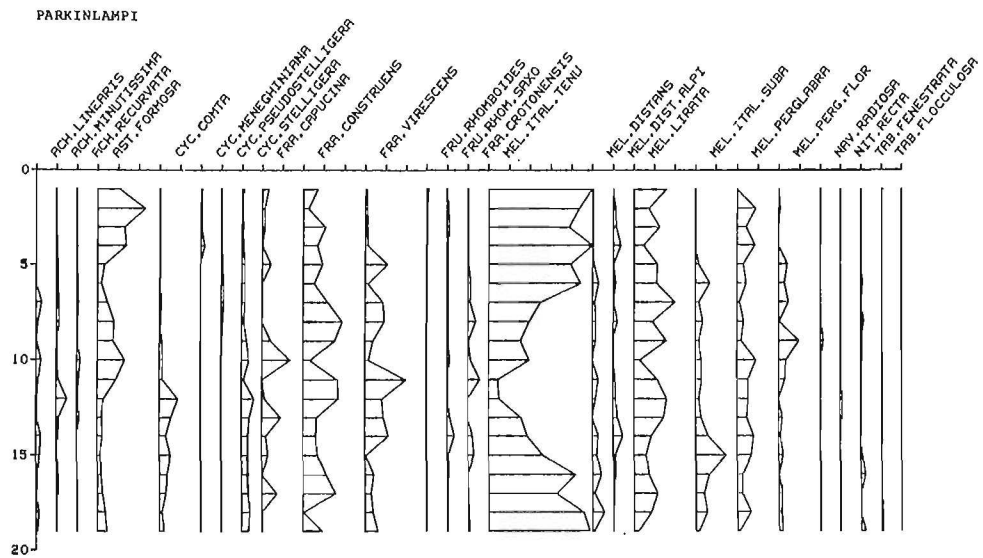 PARKINLAMPI
ACH.LINEARIS
ACH.MINUTISSIMA
ACH.RECURVATA
AST.FORMOSA
CYC.COMTA
CYC.MENEGHINIANA
CYC.PSEUDOSTELLIGERA
CYC.STELLIGERA
FRA.CAPUCINA
FRA.CONSTRUENS
FRA.VIRESCENS
FRU.RHOMBOIDES
FRU.RHOM.SAXO
FRA.CROTONENSIS
MEL.ITAL.TENU
MEL.DISTANS
MEL.DIST.ALPI
MEL.LIRATA
MEL.ITAL.SUBA
MEL.PERGLABRA
MEL.PERG.FLOR
NAV.RADIOSA
NIT.RECTA
TAB.FENESTRATA
TAB.FLOCCULOSA
0
5
10
15
20